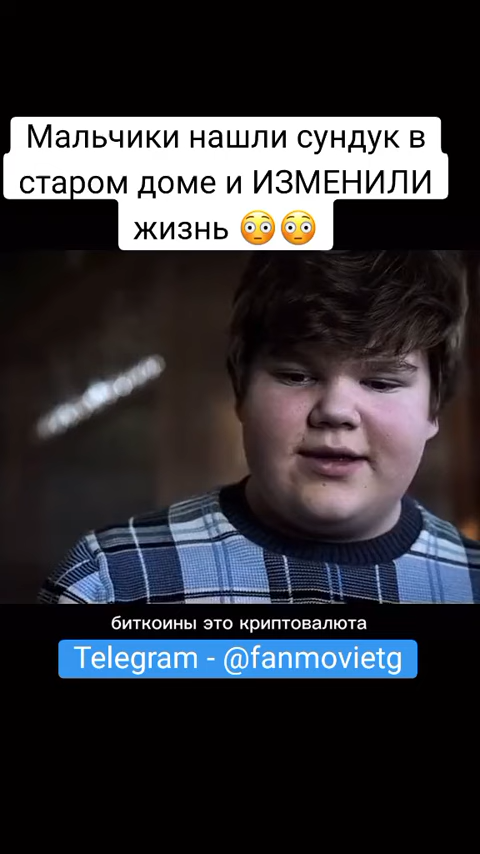 Мальчики нашли сундук в
старом доме и ИЗМЕНИЛИ
жизнь 😳😳
биткоины это криптовалюта
Telegram - @fanmovietg